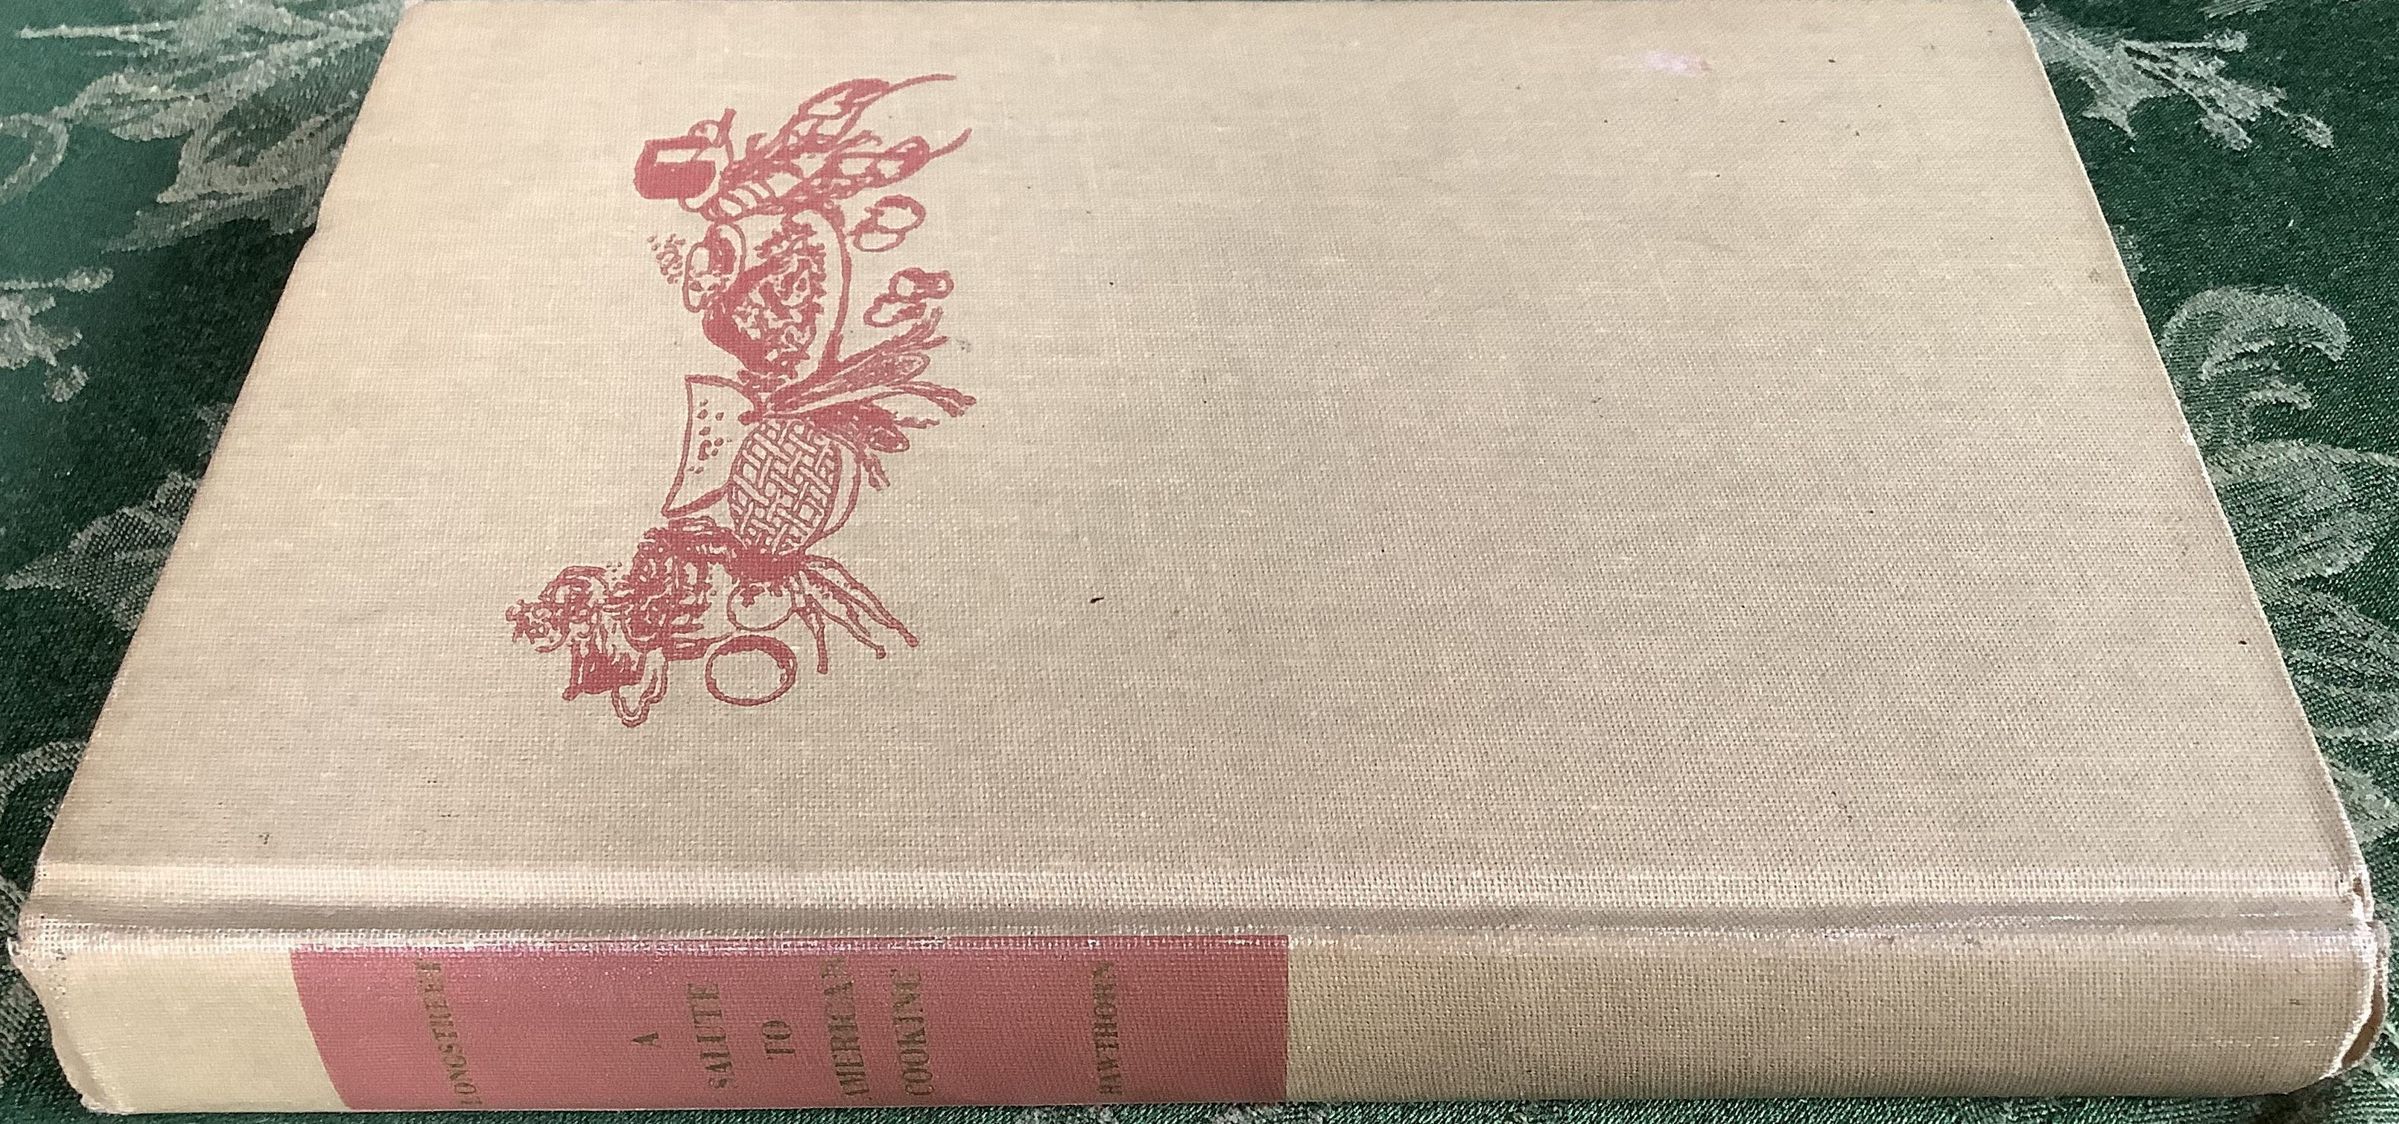 LONGSTREET
A
SALUTE
TO
AMERICAN
COOKING
HAWTHORN